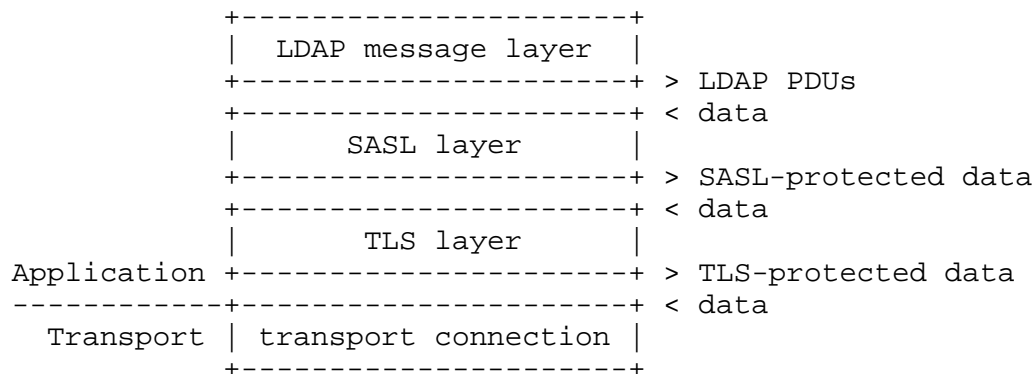 +----------------------+
               |  LDAP message layer  |
               +----------------------+ > LDAP PDUs
               +----------------------+ < data
               |      SASL layer      |
               +----------------------+ > SASL-protected data
               +----------------------+ < data
               |       TLS layer      |
   Application +----------------------+ > TLS-protected data
   ------------+----------------------+ < data
     Transport | transport connection |
               +----------------------+